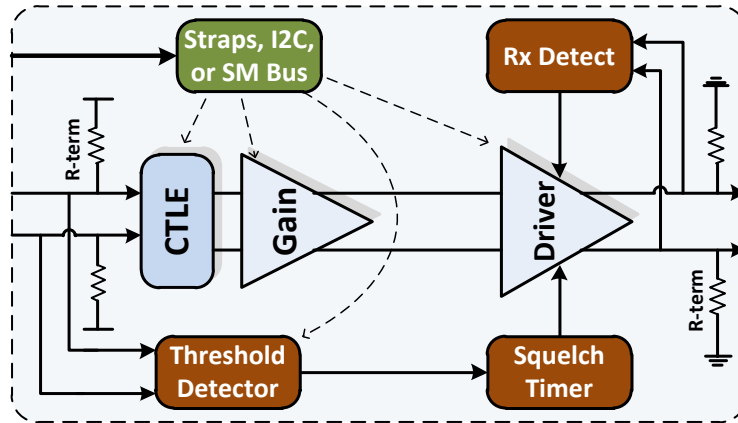 Straps, I2C,
or SM Bus
Rx Detect
R-term
CTLE
Gain
Driver
R-term
Threshold
Detector
Squelch
Timer